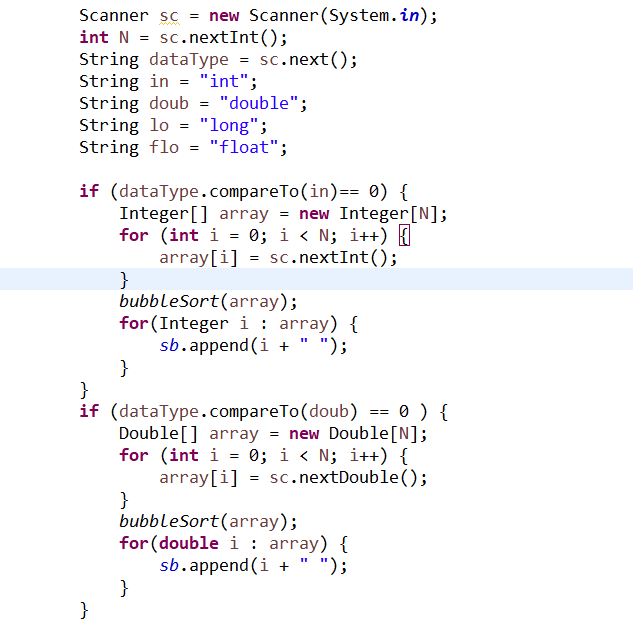 Scanner sc = new Scanner(System.in);
int N = sc.nextInt();
String dataType = sc.next();
String in = "int";
String doub = "double";
String lo = "long";
String flo = "float";
if (dataType.compareTo(in)== 0) {
Integer[] array = new Integer[N];
for (int i = 0; i < N; i++) {
array[i] = sc.nextInt();
}
bubbleSort(array);
for(Integer i : array) {
sb.append(i + " ");
}
}
if (dataType.compareTo(doub) == 0 ) {
Double[] array = new Double[N];
for (int i = 0; i < N; i++) {
array[i] = sc.nextDouble();
}
bubbleSort(array);
for(double i : array) {
sb.append(i + " ");
}
}